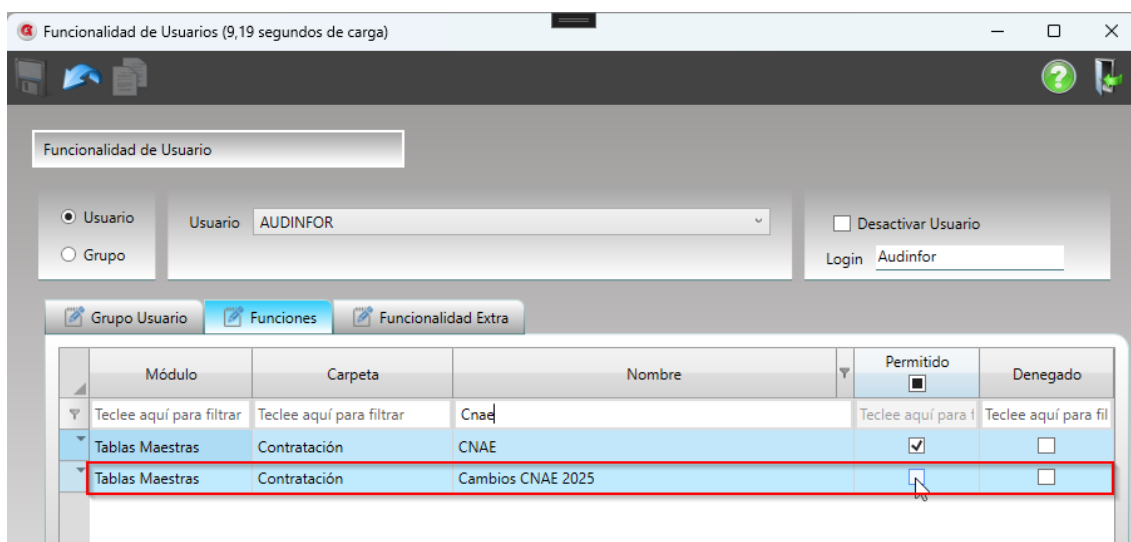 Funcionalidad de Usuarios (9,19 segundos de carga)
Funcionalidad de Usuario
Usuario
Grupo
Usuario AUDINFOR
Desactivar Usuario
Login Audinfor
Grupo Usuario Funciones Funcionalidad Extra
Módulo Carpeta Nombre Permitido Denegado
Teclee aquí para filtrar Teclee aquí para filtrar Cnae Teclee aquí para f Teclee aquí para fil
Tablas Maestras Contratación CNAE
Tablas Maestras Contratación Cambios CNAE 2025